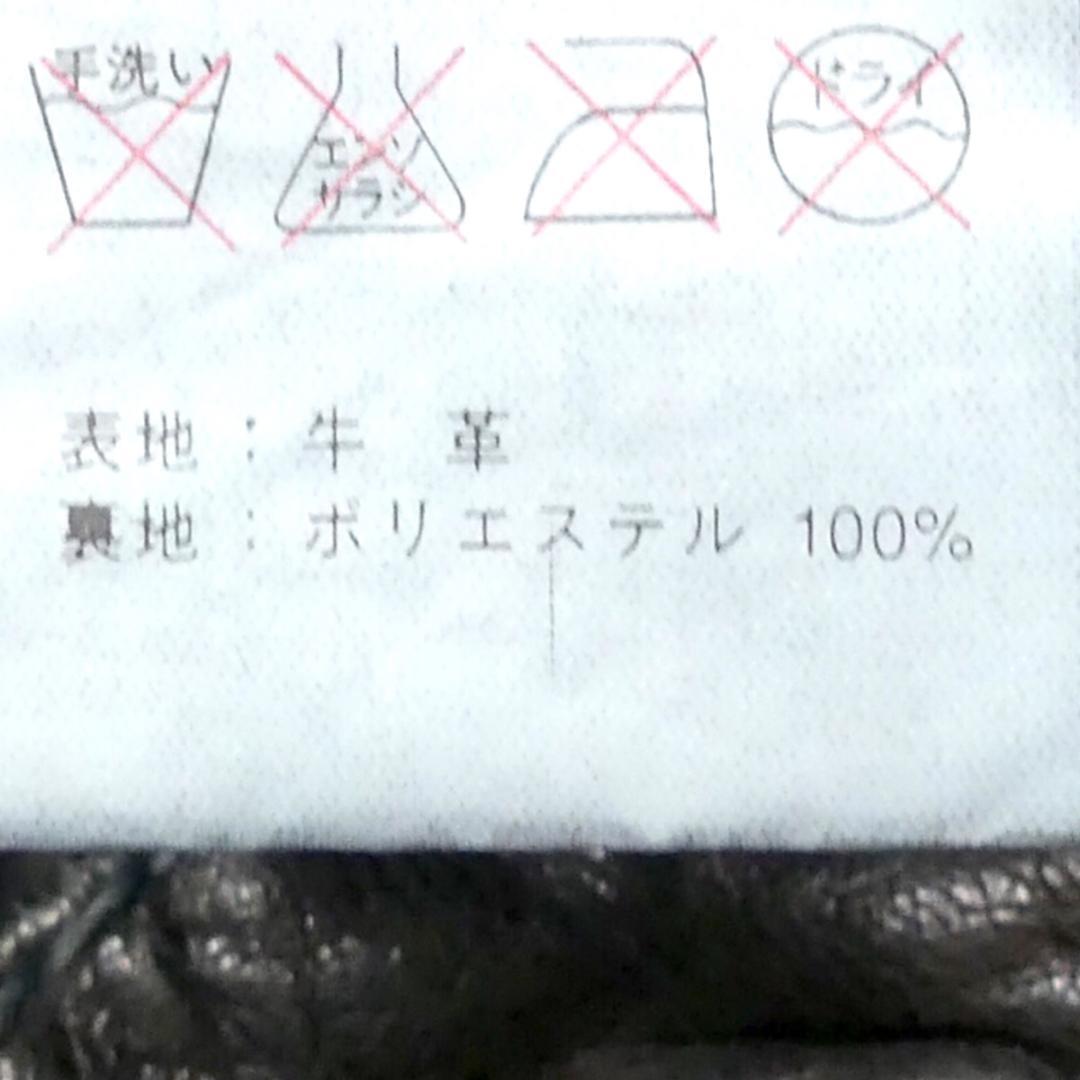 手洗い
エンソ
サラシ
ドライ
表地：牛 革
裏地：ポリエステル 100%